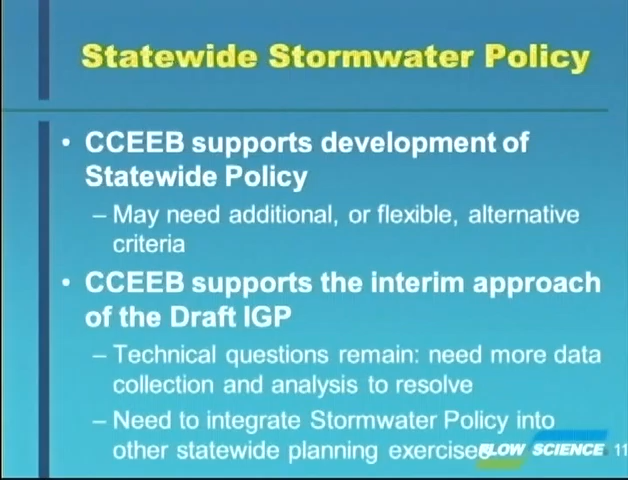 Statewide Stormwater Policy
• CCEEB supports development of
Statewide Policy
– May need additional, or flexible, alternative
criteria
• CCEEB supports the interim approach
of the Draft IGP
– Technical questions remain: need more data
collection and analysis to resolve
– Need to integrate Stormwater Policy into
other statewide planning exercises
FLOW SCIENCE 11